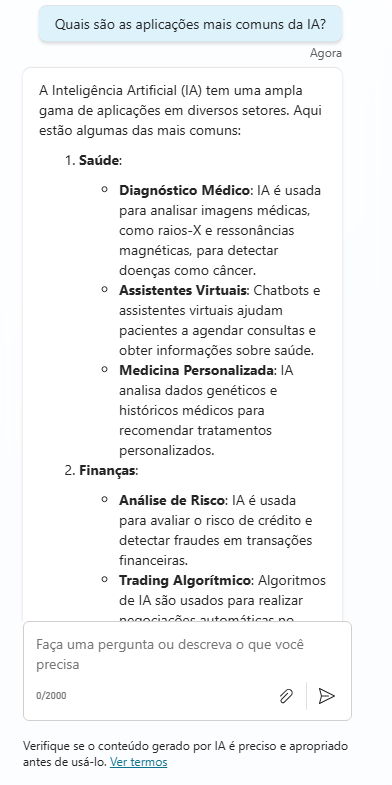 Quais são as aplicações mais comuns da IA?
Agora
A Inteligência Artificial (IA) tem uma ampla
gama de aplicações em diversos setores. Aqui
estão algumas das mais comuns:
1. Saúde:
Diagnóstico Médico: IA é usada
para analisar imagens médicas,
como raios-X e ressonâncias
magnéticas, para detectar
doenças como câncer.
Assistentes Virtuais: Chatbots e
assistentes virtuais ajudam
pacientes a agendar consultas e
obter informações sobre saúde.
Medicina Personalizada: IA
analisa dados genéticos e
históricos médicos para
recomendar tratamentos
personalizados.
2. Finanças:
Análise de Risco: IA é usada
para avaliar o risco de crédito e
detectar fraudes em transações
financeiras.
Trading Algorítmico: Algoritmos
de IA são usados para realizar
negociações automáticas no
Faça uma pergunta ou descreva o que você
precisa
0/2000
Verifique se o conteúdo gerado por IA é preciso e apropriado
antes de usá-lo. Ver termos